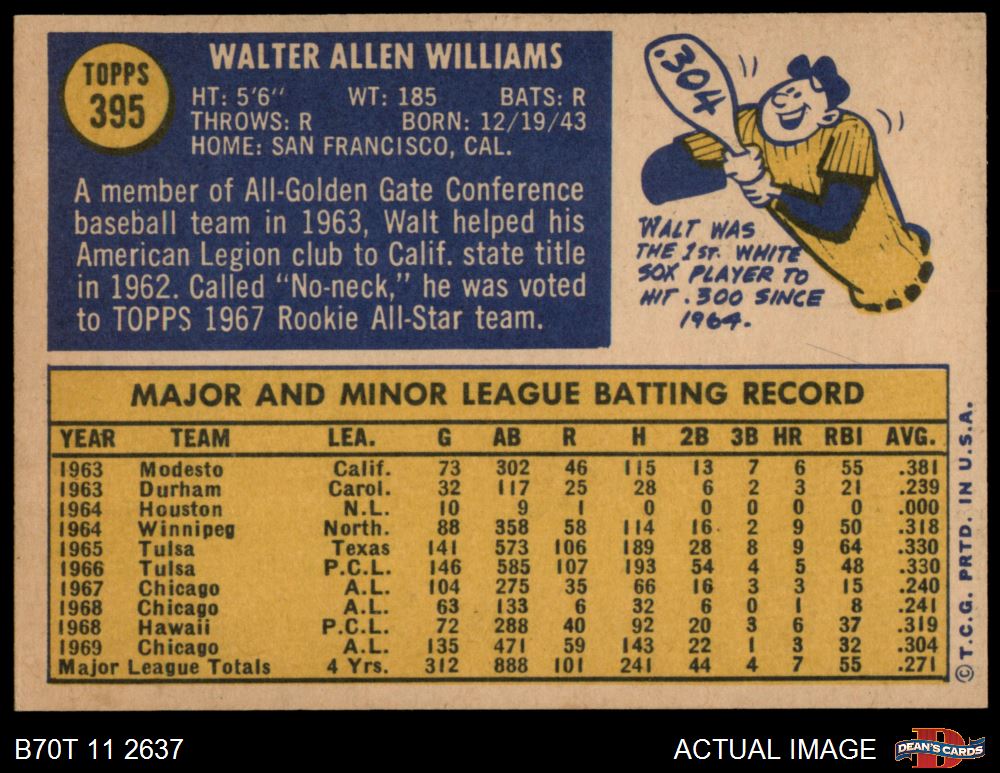 TOPPS
395
WALTER ALLEN WILLIAMS
HT: 5'6" WT: 185 BATS: R
THROWS: R BORN: 12/19/43
HOME: SAN FRANCISCO, CAL.
A member of All-Golden Gate Conference
baseball team in 1963, Walt helped his
American Legion club to Calif. state title
in 1962. Called "No-neck," he was voted
to TOPPS 1967 Rookie All-Star team.
.304
WALT WAS
THE 1ST. WHITE
SOX PLAYER TO
HIT .300 SINCE
1964.
MAJOR AND MINOR LEAGUE BATTING RECORD
YEAR TEAM LEA. G AB R H 2B 3B HR RBI AVG.
1963 Modesto Calif. 73 302 46 115 13 7 6 55 .381
1963 Durham Carol. 32 117 25 28 6 2 3 21 .239
1964 Houston N.L. 10 9 1 0 0 0 0 0 .000
1964 Winnipeg North. 88 358 58 114 16 2 9 50 .318
1965 Tulsa Texas 141 573 106 189 28 8 9 64 .330
1966 Tulsa P.C.L. 146 585 107 193 54 4 5 48 .330
1967 Chicago A.L. 104 275 35 66 16 3 3 15 .240
1968 Chicago A.L. 63 133 6 32 6 0 1 8 .241
1968 Hawaii P.C.L. 72 288 40 92 20 3 6 37 .319
1969 Chicago A.L. 135 471 59 143 22 1 3 32 .304
Major League Totals 4 Yrs. 312 888 101 241 44 4 7 55 .271
© T.C.G. PRTD. IN U.S.A.
B70T 11 2637
ACTUAL IMAGE
D
DEAN'S CARDS